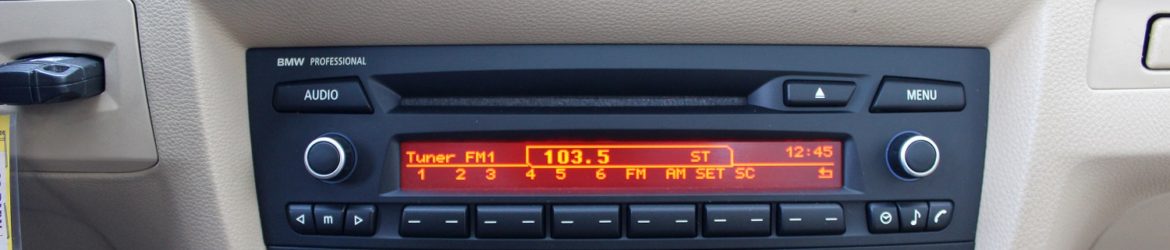 BMW PROFESSIONAL
AUDIO
MENU
Tuner FM1 103.5 ST 12:45
1 2 3 4 5 6 FM AM SET SC
m